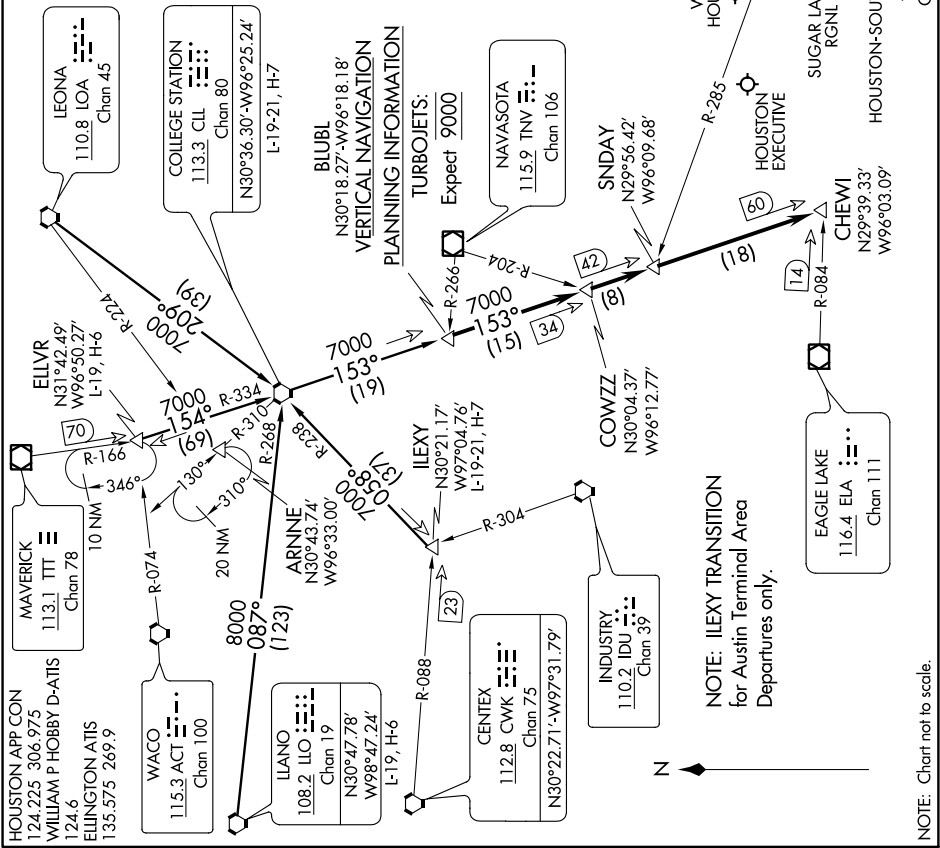 HOUSTON APP CON
124.225 306.975
WILLIAM P HOBBY D-ATIS
124.6
ELLINGTON ATIS
135.575 269.9
MAVERICK
113.1 TTT
Chan 78
70
R-166
346°
10 NM
ELLVR
N31°42.49'
W96°50.27'
L-19, H-6
LEONA
110.8 LOA
Chan 45
R-224
7000
209°
(39)
COLLEGE STATION
113.3 CLL
Chan 80
N30°36.30'-W96°25.24'
L-19-21, H-7
7000
154°
(69)
R-334
R-310
130°
310°
20 NM
ARNNE
N30°43.74'
W96°33.00'
WACO
115.3 ACT
Chan 100
R-074
R-268
8000
087°
(123)
LLANO
108.2 LLO
Chan 19
N30°47.78'
W98°47.24'
L-19, H-6
R-238
7000
058°
(37)
ILEXY
N30°21.17'
W97°04.76'
L-19-21, H-7
R-088
23
CENTEX
112.8 CWK
Chan 75
N30°22.71'-W97°31.79'
R-304
INDUSTRY
110.2 IDU
Chan 39
7000
153°
(19)
BLUBL
N30°18.27'-W96°18.18'
VERTICAL NAVIGATION
PLANNING INFORMATION
TURBOJETS:
Expect 9000
NAVASOTA
115.9 TNV
Chan 106
R-266
R-204
7000
153°
(15)
34
COWZZ
N30°04.37'
W96°12.77'
42
(8)
SNIDAY
N29°56.42'
W96°09.68'
R-285
HOUSTON
EXECUTIVE
60
(18)
CHEWI
N29°39.33'
W96°03.09'
14
R-084
EAGLE LAKE
116.4 ELA
Chan 111
W
HOU
SUGAR LA
RGNL
HOUSTON-SOU
NOTE: ILEXY TRANSITION
for Austin Terminal Area
Departures only.
N
NOTE: Chart not to scale.